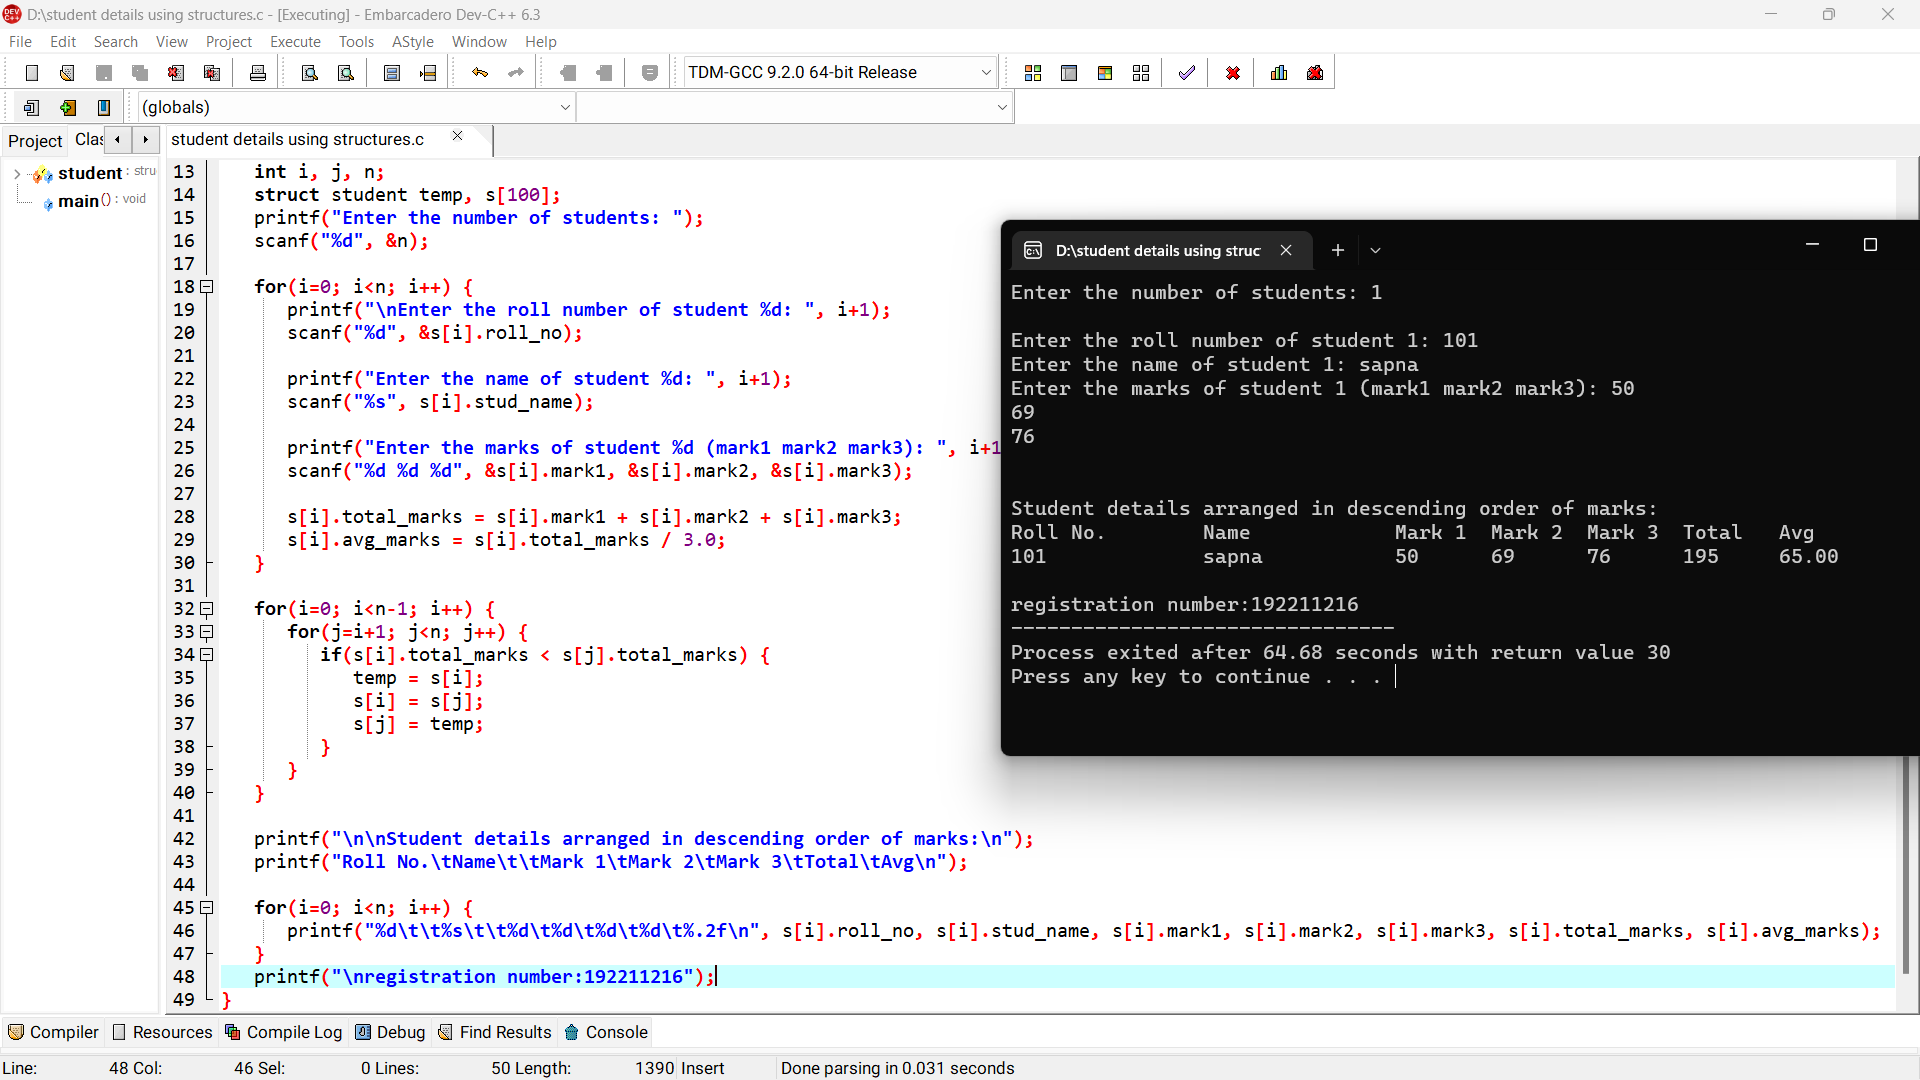 D:\student details using structures.c - [Executing] - Embarcadero Dev-C++ 6.3
File Edit Search View Project Execute Tools AStyle Window Help
TDM-GCC 9.2.0 64-bit Release
(globals)
Project Clas
student details using structures.c
student : stru
main() : void
13 int i, j, n;
14 struct student temp, s[100];
15 printf("Enter the number of students: ");
16 scanf("%d", &n);
17
18 for(i=0; i<n; i++) {
19 printf("\nEnter the roll number of student %d: ", i+1);
20 scanf("%d", &s[i].roll_no);
21
22 printf("Enter the name of student %d: ", i+1);
23 scanf("%s", s[i].stud_name);
24
25 printf("Enter the marks of student %d (mark1 mark2 mark3): ", i+1
26 scanf("%d %d %d", &s[i].mark1, &s[i].mark2, &s[i].mark3);
27
28 s[i].total_marks = s[i].mark1 + s[i].mark2 + s[i].mark3;
29 s[i].avg_marks = s[i].total_marks / 3.0;
30 }
31
32 for(i=0; i<n-1; i++) {
33 for(j=i+1; j<n; j++) {
34 if(s[i].total_marks < s[j].total_marks) {
35 temp = s[i];
36 s[i] = s[j];
37 s[j] = temp;
38 }
39 }
40 }
41
42 printf("\n\nStudent details arranged in descending order of marks:\n");
43 printf("Roll No.\tName\t\tMark 1\tMark 2\tMark 3\tTotal\tAvg\n");
44
45 for(i=0; i<n; i++) {
46 printf("%d\t\t%s\t\t%d\t%d\t%d\t%d\t%.2f\n", s[i].roll_no, s[i].stud_name, s[i].mark1, s[i].mark2, s[i].mark3, s[i].total_marks, s[i].avg_marks);
47 }
48 printf("\nregistration number:192211216");
49 }
D:\student details using struc
Enter the number of students: 1
Enter the roll number of student 1: 101
Enter the name of student 1: sapna
Enter the marks of student 1 (mark1 mark2 mark3): 50
69
76
Student details arranged in descending order of marks:
Roll No. Name Mark 1 Mark 2 Mark 3 Total Avg
101 sapna 50 69 76 195 65.00
registration number:192211216
--------------------------------
Process exited after 64.68 seconds with return value 30
Press any key to continue . . .
Compiler Resources Compile Log Debug Find Results Console
Line: 48 Col: 46 Sel: 0 Lines: 50 Length: 1390 Insert Done parsing in 0.031 seconds